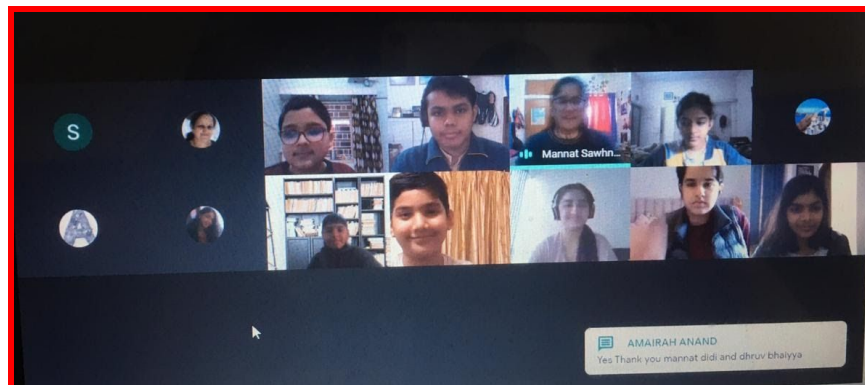 S
Mannat Sawhn...
A
AMAIRAH ANAND
Yes Thank you mannat didi and dhruv bhaiyya